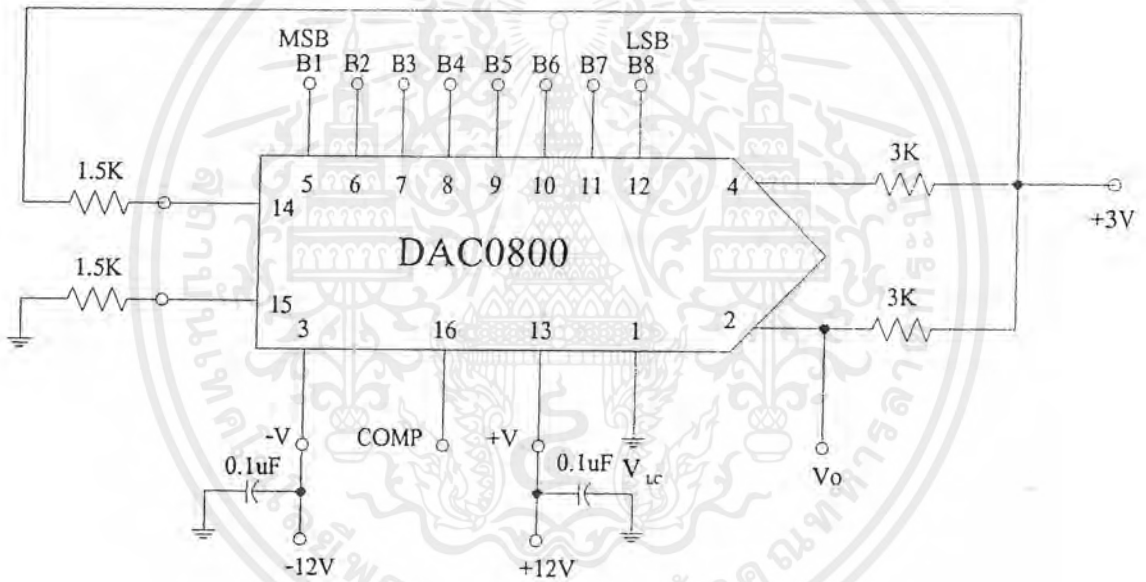 MSB LSB
B1 B2 B3 B4 B5 B6 B7 B8
1.5K 3K
5 6 7 8 9 10 11 12 4
14
+3V
DAC0800
1.5K 3K
15 2
3 16 13 1
-V COMP +V
0.1uF 0.1uF V LC Vo
-12V +12V